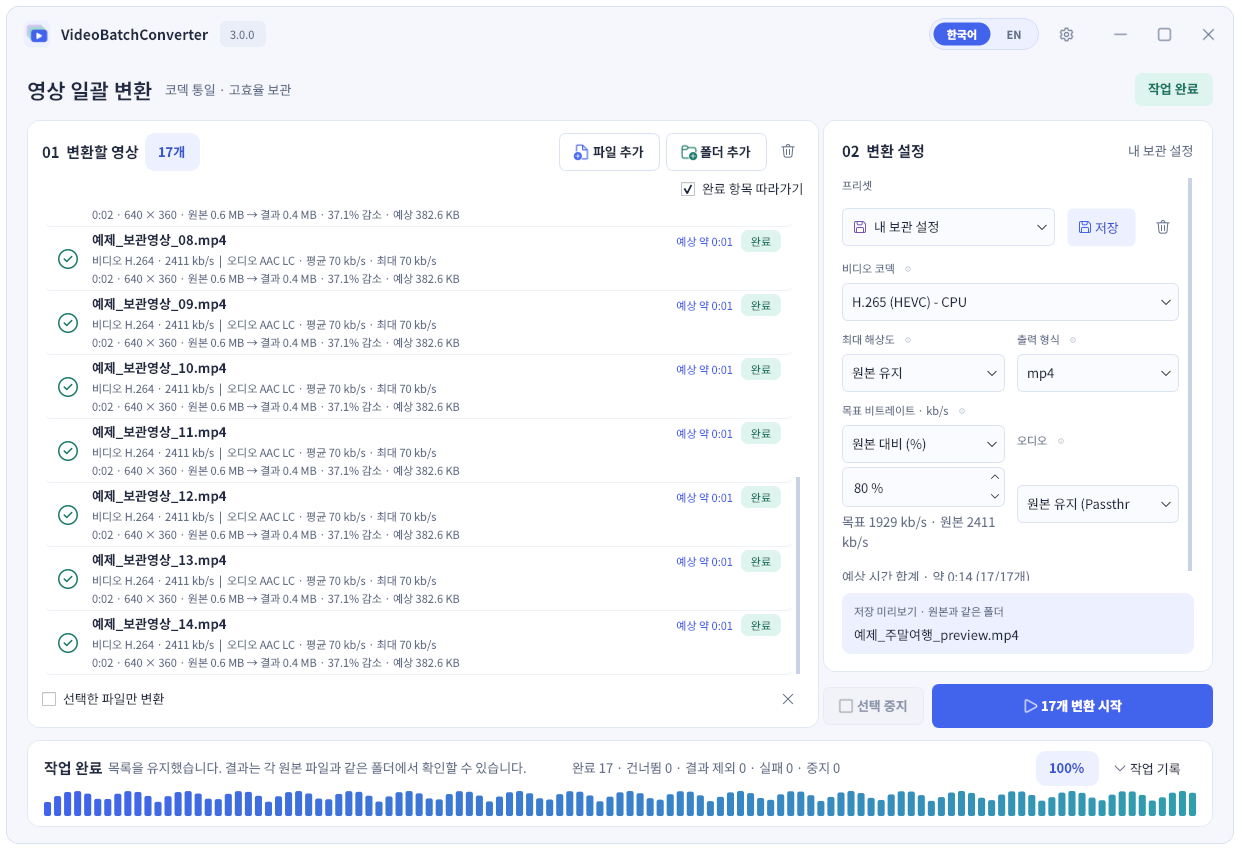 VideoBatchConverter 3.0.0 한국어 EN
영상 일괄 변환 코덱 통일 · 고효율 보관 작업 완료
01 변환할 영상 17개 파일 추가 폴더 추가
완료 항목 따라가기
0:02 · 640 × 360 · 원본 0.6 MB → 결과 0.4 MB · 37.1% 감소 · 예상 382.6 KB
예제_보관영상_08.mp4 예상 약 0:01 완료
비디오 H.264 · 2411 kb/s | 오디오 AAC LC · 평균 70 kb/s · 최대 70 kb/s
0:02 · 640 × 360 · 원본 0.6 MB → 결과 0.4 MB · 37.1% 감소 · 예상 382.6 KB
예제_보관영상_09.mp4 예상 약 0:01 완료
비디오 H.264 · 2411 kb/s | 오디오 AAC LC · 평균 70 kb/s · 최대 70 kb/s
0:02 · 640 × 360 · 원본 0.6 MB → 결과 0.4 MB · 37.1% 감소 · 예상 382.6 KB
예제_보관영상_10.mp4 예상 약 0:01 완료
비디오 H.264 · 2411 kb/s | 오디오 AAC LC · 평균 70 kb/s · 최대 70 kb/s
0:02 · 640 × 360 · 원본 0.6 MB → 결과 0.4 MB · 37.1% 감소 · 예상 382.6 KB
예제_보관영상_11.mp4 예상 약 0:01 완료
비디오 H.264 · 2411 kb/s | 오디오 AAC LC · 평균 70 kb/s · 최대 70 kb/s
0:02 · 640 × 360 · 원본 0.6 MB → 결과 0.4 MB · 37.1% 감소 · 예상 382.6 KB
예제_보관영상_12.mp4 예상 약 0:01 완료
비디오 H.264 · 2411 kb/s | 오디오 AAC LC · 평균 70 kb/s · 최대 70 kb/s
0:02 · 640 × 360 · 원본 0.6 MB → 결과 0.4 MB · 37.1% 감소 · 예상 382.6 KB
예제_보관영상_13.mp4 예상 약 0:01 완료
비디오 H.264 · 2411 kb/s | 오디오 AAC LC · 평균 70 kb/s · 최대 70 kb/s
0:02 · 640 × 360 · 원본 0.6 MB → 결과 0.4 MB · 37.1% 감소 · 예상 382.6 KB
예제_보관영상_14.mp4 예상 약 0:01 완료
비디오 H.264 · 2411 kb/s | 오디오 AAC LC · 평균 70 kb/s · 최대 70 kb/s
0:02 · 640 × 360 · 원본 0.6 MB → 결과 0.4 MB · 37.1% 감소 · 예상 382.6 KB
선택한 파일만 변환
02 변환 설정 내 보관 설정
프리셋
내 보관 설정 저장
비디오 코덱
H.265 (HEVC) - CPU
최대 해상도 출력 형식
원본 유지 mp4
목표 비트레이트 · kb/s
원본 대비 (%) 오디오
80 %
원본 유지 (Passthr
목표 1929 kb/s · 원본 2411
kb/s
예상 시간 합계 · 약 0:14 (17/17개)
저장 미리보기 · 원본과 같은 폴더
예제_주말여행_preview.mp4
선택 중지 17개 변환 시작
작업 완료 목록을 유지했습니다. 결과는 각 원본 파일과 같은 폴더에서 확인할 수 있습니다. 완료 17 · 건너뜀 0 · 결과 제외 0 · 실패 0 · 중지 0 100% 작업 기록